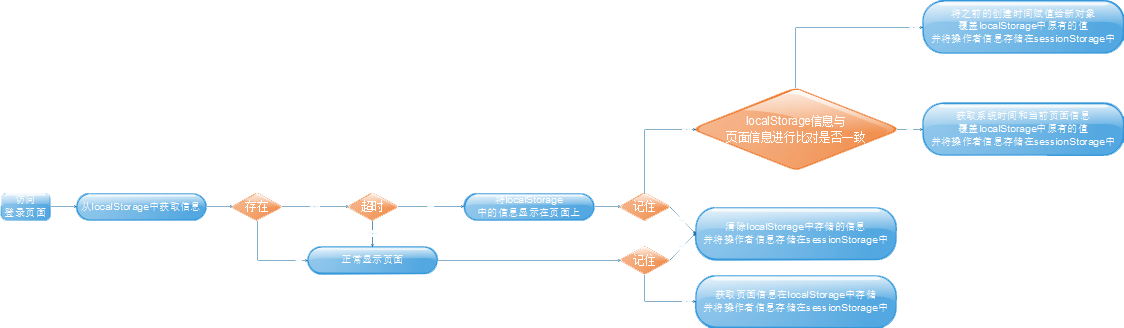 将之前的创建时间赋值给新对象
覆盖localStorage中原有的值
并将操作者信息存储在sessionStorage中
localStorage信息与
页面信息进行比对是否一致
获取系统时间和当前页面信息
覆盖localStorage中原有的值
并将操作者信息存储在sessionStorage中
访问
登录页面
从localStorage中获取信息
存在
超时
将localStorage
中的信息显示在页面上
记住
清除localStorage中存储的信息
并将操作者信息存储在sessionStorage中
正常显示页面
记住
获取页面信息在localStorage中存储
并将操作者信息存储在sessionStorage中